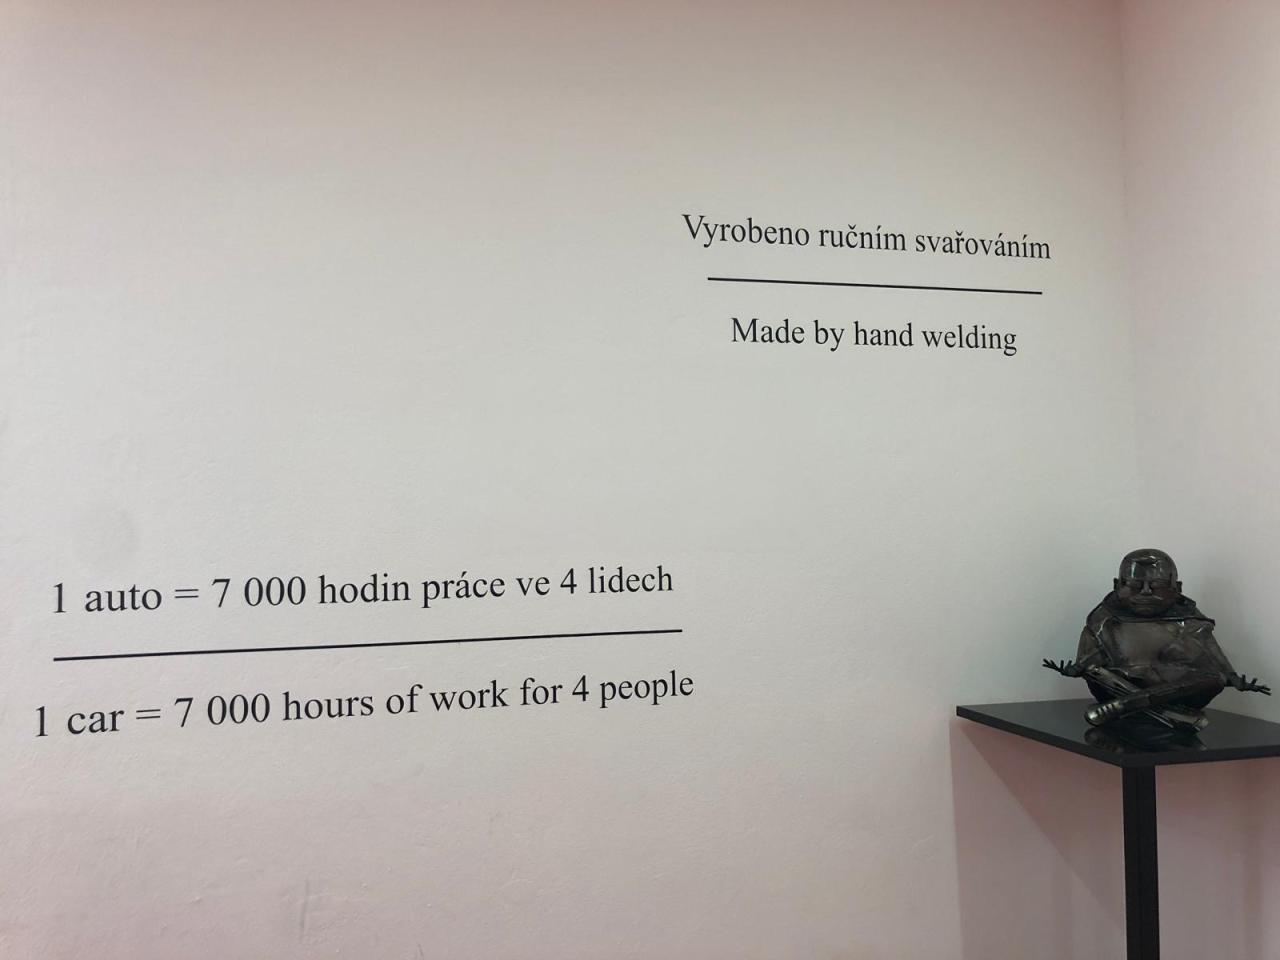 Vyrobeno ručním svařováním
Made by hand welding
1 auto = 7 000 hodin práce ve 4 lidech
1 car = 7 000 hours of work for 4 people